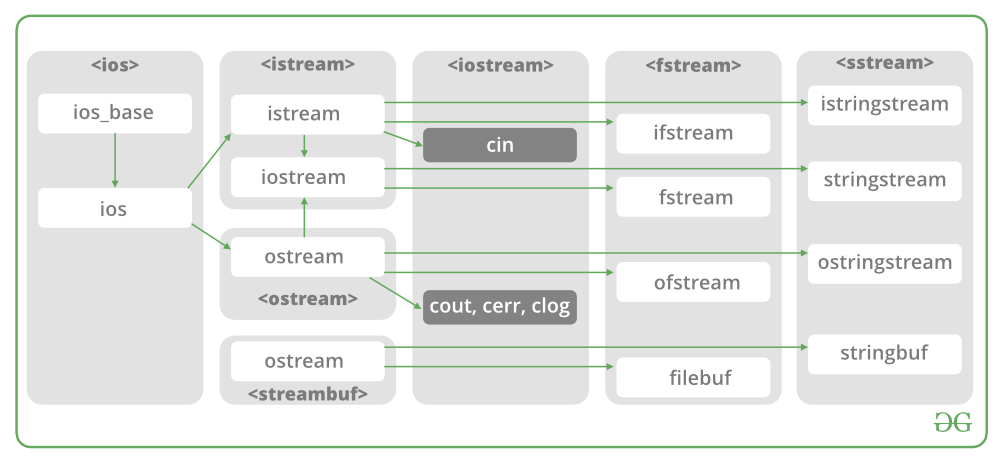 <ios>
ios_base
ios
<istream>
istream
iostream
ostream
<ostream>
ostream
<streambuf>
<iostream>
cin
cout, cerr, clog
<fstream>
ifstream
fstream
ofstream
filebuf
<sstream>
istringstream
stringstream
ostringstream
stringbuf